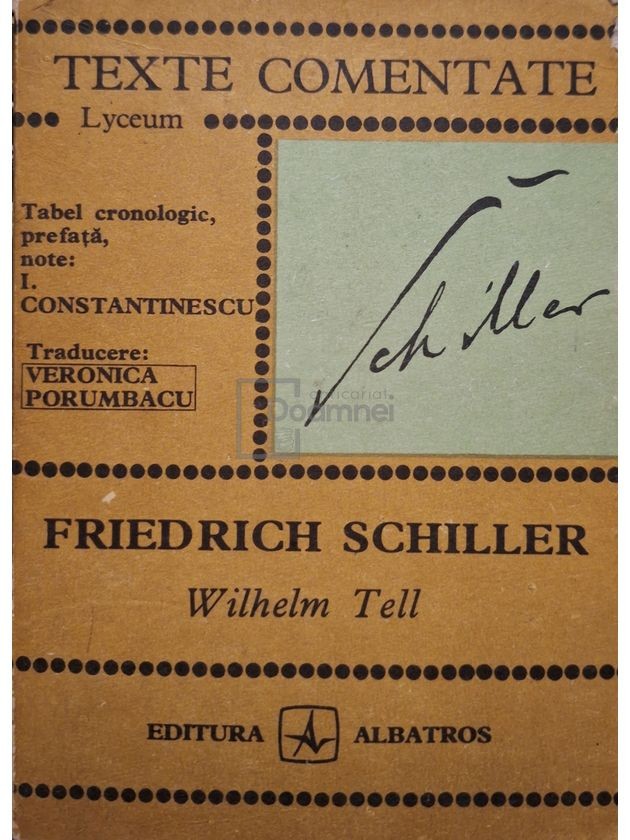 TEXTE COMENTATE
Lyceum
Tabel cronologic,
prefață,
note:
I.
CONSTANTINESCU
Traducere:
VERONICA
PORUMBACU
Schiller
anticariat
Doamnei
FRIEDRICH SCHILLER
Wilhelm Tell
EDITURA ALBATROS